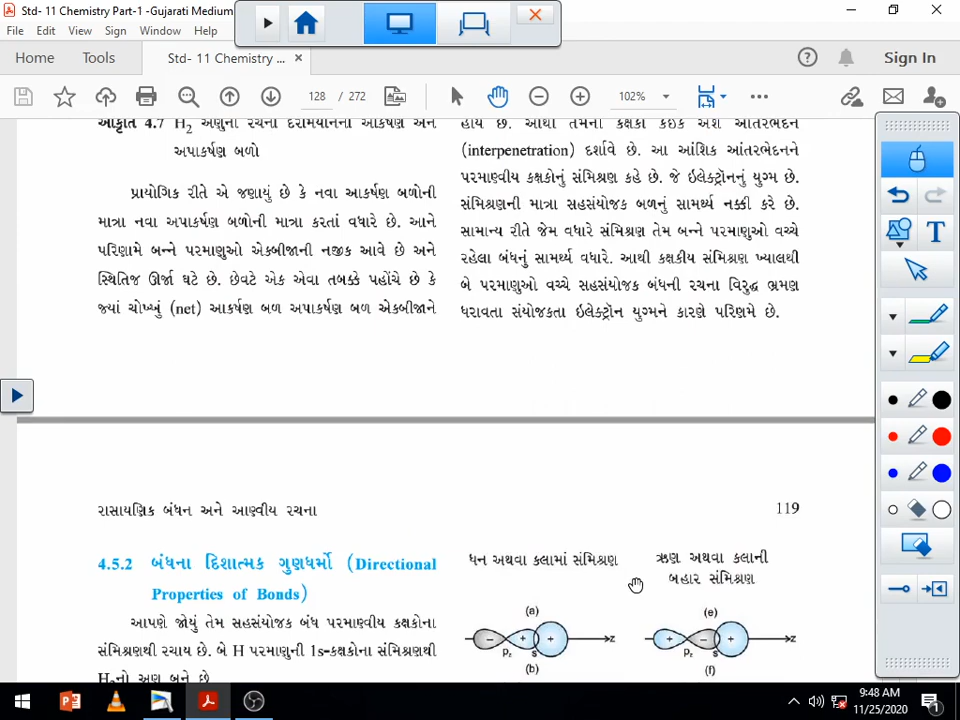 Std- 11 Chemistry Part-1 -Gujarati Medium
File Edit View Sign Window Help
Home Tools Std- 11 Chemistry ... × Sign In
128 / 272 102%
આકૃતિ 4.7 H₂ અણુની રચના દરમિયાનના આકર્ષણ અને
અપાકર્ષણ બળો
પ્રાયોગિક રીતે એ જણાયું છે કે નવા આકર્ષણ બળોની
માત્રા નવા અપાકર્ષણ બળોની માત્રા કરતાં વધારે છે. આને
પરિણામે બન્ને પરમાણુઓ એકબીજાની નજીક આવે છે અને
સ્થિતિજ ઊર્જા ઘટે છે. છેવટે એક એવા તબક્કે પહોંચે છે કે
જ્યાં ચોખ્ખું (net) આકર્ષણ બળ અપાકર્ષણ બળ એકબીજાને
હોય છે. આથી તેમની કક્ષકો કંઇક અંશે આંતરભેદન
(interpenetration) દર્શાવે છે. આ આંશિક આંતરભેદનને
પરમાણ્વીય કક્ષકોનું સંમિશ્રણ કહે છે. જે ઇલેક્ટ્રૉનનું યુગ્મ છે.
સંમિશ્રણની માત્રા સહસંયોજક બળનું સામર્થ્ય નક્કી કરે છે.
સામાન્ય રીતે જેમ વધારે સંમિશ્રણ તેમ બન્ને પરમાણુઓ વચ્ચે
રહેલા બંધનું સામર્થ્ય વધારે. આથી કક્ષકીય સંમિશ્રણ ખ્યાલથી
બે પરમાણુઓ વચ્ચે સહસંયોજક બંધની રચના વિરુદ્ધ ભ્રમણ
ધરાવતા સંયોજકતા ઇલેક્ટ્રૉન યુગ્મને કારણે પરિણમે છે.
રાસાયણિક બંધન અને આણ્વીય રચના 119
4.5.2 બંધના દિશાત્મક ગુણધર્મો (Directional
Properties of Bonds)
આપણે જોયું તેમ સહસંયોજક બંધ પરમાણ્વીય કક્ષકોના
સંમિશ્રણથી રચાય છે. બે H પરમાણુની 1s-કક્ષકોના સંમિશ્રણથી
H₂નો અણુ બને છે
ધન અથવા કલામાં સંમિશ્રણ
ઋણ અથવા કલાની
બહાર સંમિશ્રણ
(a) (e)
− + + z + − + z
p_z s p_z s
(b) (f)
T
9:48 AM
11/25/2020
1